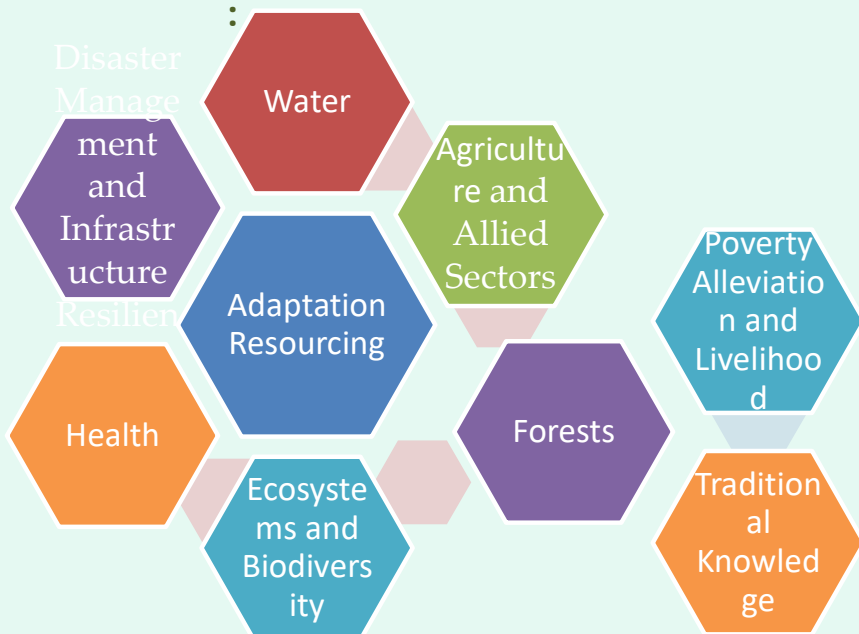 :
Disaster
Manage
ment
and
Infrastr
ucture
Resilien
Water
Agricultu
re and
Allied
Sectors
Adaptation
Resourcing
Poverty
Alleviatio
n and
Livelihoo
d
Health
Forests
Ecosyste
ms and
Biodivers
ity
Tradition
al
Knowled
ge